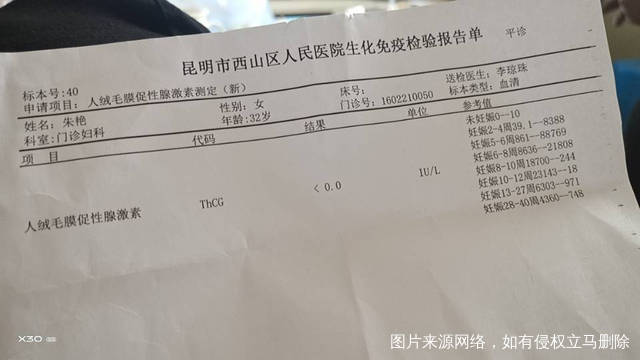 昆明市西山区人民医院生化免疫检验报告单 平诊
标本号:40
申请项目: 人绒毛膜促性腺激素测定(新) 床号: 送检医生: 李琼珠
姓名: 朱艳 性别: 女 门诊号: 1602210050 标本类型: 血清
科室: 门诊妇科 年龄: 32岁
项 目 代码 结果 单位 参考值
未妊娠0--10
妊娠2-4周39.1--8388
妊娠5-6周861--88769
妊娠6-8周8636--21808
妊娠8-10周18700--244
妊娠10-12周23143--18
妊娠13-27周6303--971
妊娠28-40周4360--748
人绒毛膜促性腺激素 ThCG < 0.0 IU/L
X30
图片来源网络，如有侵权立马删除